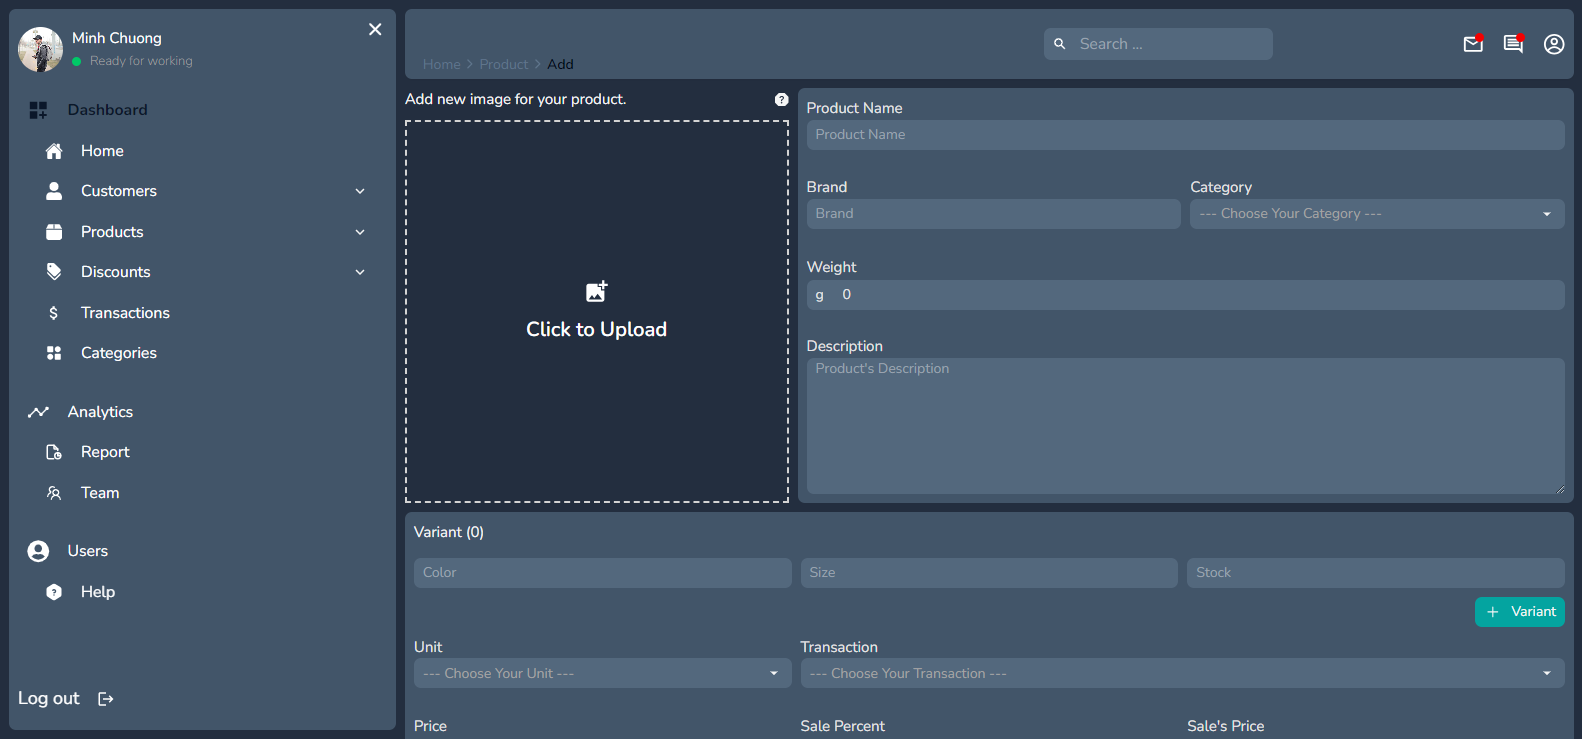 Minh Chuong
Ready for working
Dashboard
Home
Customers
Products
Discounts
Transactions
Categories
Analytics
Report
Team
Users
Help
Log out
Home > Product > Add
Search ...
Add new image for your product.
?
Click to Upload
Product Name
Product Name
Brand
Brand
Category
--- Choose Your Category ---
Weight
g 0
Description
Product's Description
Variant (0)
Color
Size
Stock
+ Variant
Unit
--- Choose Your Unit ---
Transaction
--- Choose Your Transaction ---
Price
Sale Percent
Sale's Price